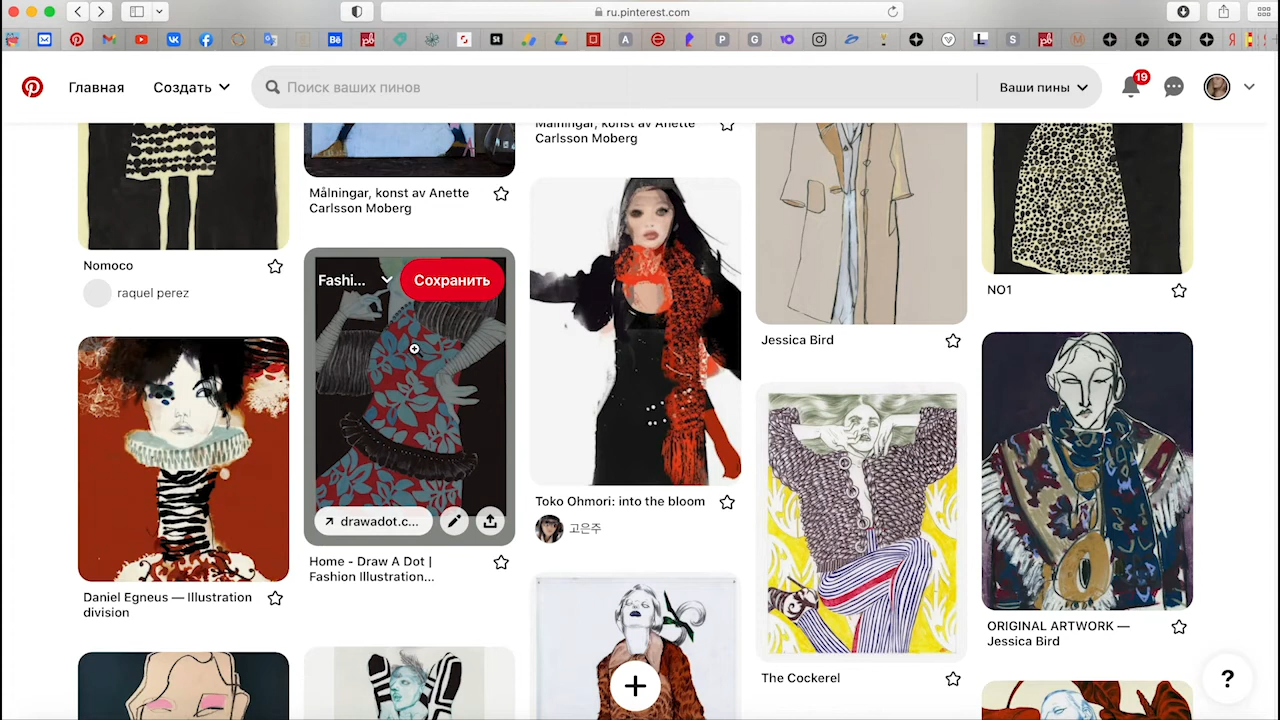 ru.pinterest.com
Главная
Создать
Поиск ваших пинов
Ваши пины
19
Målningar, konst av Anette
Carlsson Moberg
Målningar, konst av Anette
Carlsson Moberg
Nomoco
raquel perez
NO1
Fashi...
Сохранить
Jessica Bird
drawadot.c...
Toko Ohmori: into the bloom
고은주
Home - Draw A Dot |
Fashion Illustration...
Daniel Egneus — Illustration
division
ORIGINAL ARTWORK —
Jessica Bird
The Cockerel
?